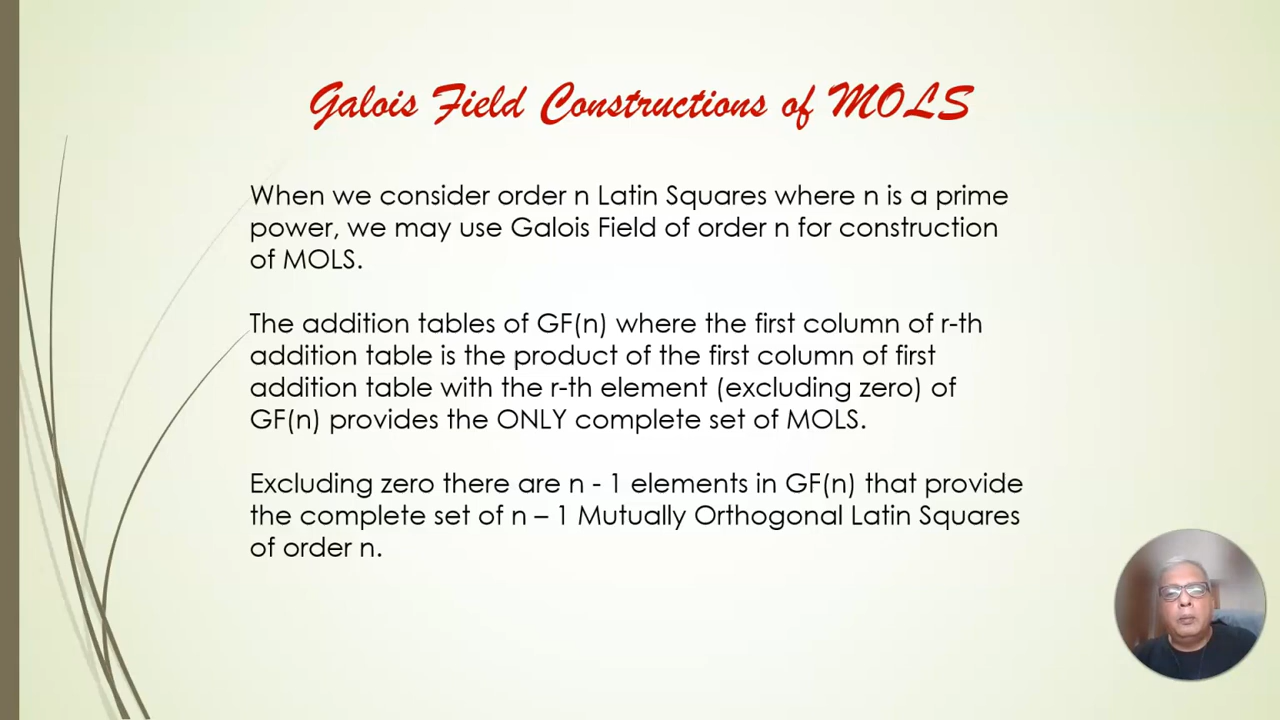 Galois Field Constructions of MOLS
When we consider order n Latin Squares where n is a prime
power, we may use Galois Field of order n for construction
of MOLS.
The addition tables of GF(n) where the first column of r-th
addition table is the product of the first column of first
addition table with the r-th element (excluding zero) of
GF(n) provides the ONLY complete set of MOLS.
Excluding zero there are n - 1 elements in GF(n) that provide
the complete set of n – 1 Mutually Orthogonal Latin Squares
of order n.